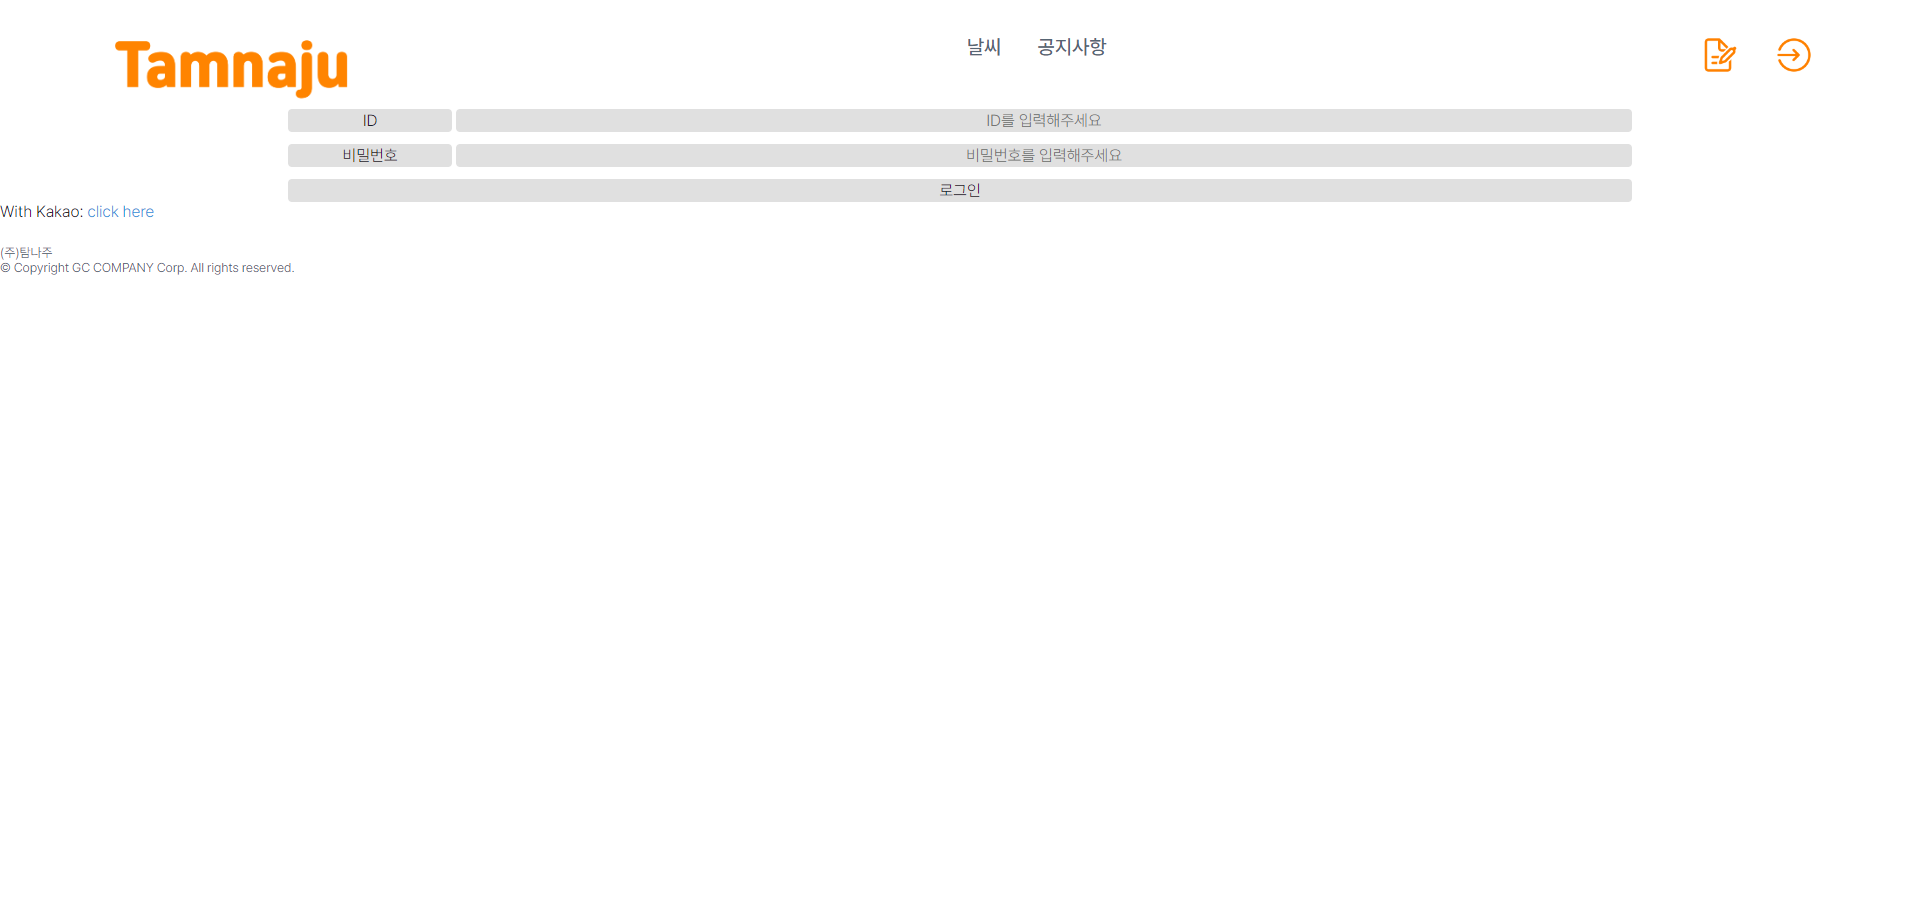 Tamnaju
날씨 공지사항
ID ID를 입력해주세요
비밀번호 비밀번호를 입력해주세요
로그인
With Kakao: click here
(주)탐나주
© Copyright GC COMPANY Corp. All rights reserved.